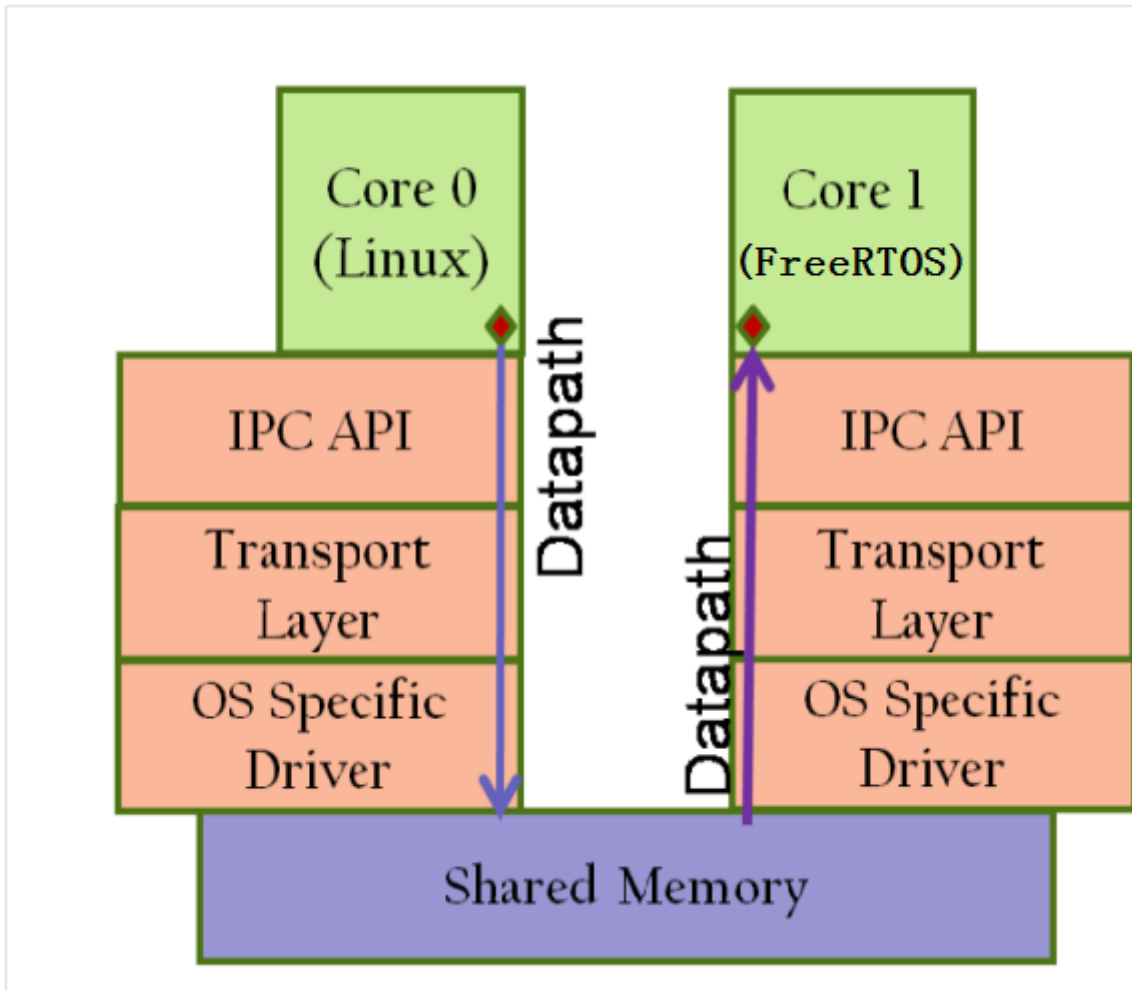 Core 0
(Linux)
Core 1
(FreeRTOS)
Datapath
IPC API
IPC API
Transport
Layer
Datapath
Transport
Layer
OS Specific
Driver
OS Specific
Driver
Shared Memory